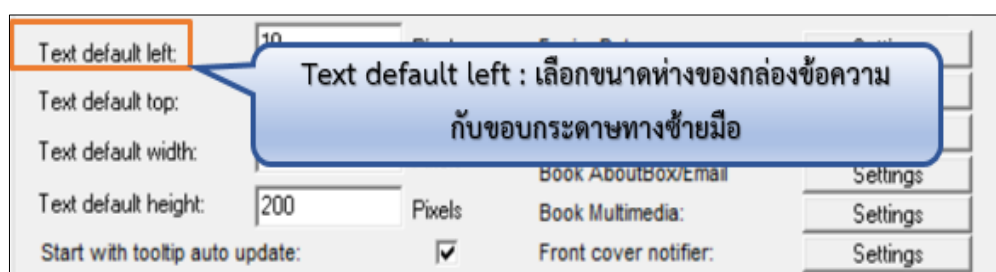 Text default left:
Text default left : เลือกขนาดห่างของกล่องข้อความ
กับขอบกระดาษทางซ้ายมือ
Text default top:
Text default width:
Book AboutBox/Email Settings
Text default height: 200 Pixels Book Multimedia: Settings
Start with tooltip auto update: Front cover notifier: Settings